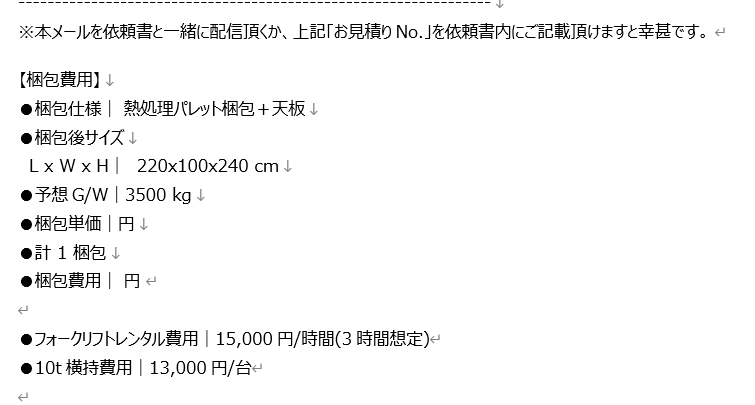 ------------------------------------------------------------------↓
※本メールを依頼書と一緒に配信頂くか、上記「お見積りNo.」を依頼書内にご記載頂けますと幸甚です。↵
【梱包費用】↓
●梱包仕様｜ 熱処理パレット梱包＋天板↓
●梱包後サイズ↓
L x W x H｜ 220x100x240 cm↓
●予想G/W｜3500 kg↓
●梱包単価｜円↓
●計 1 梱包↓
●梱包費用｜ 円 ↵
↵
●フォークリフトレンタル費用｜15,000 円/時間(3 時間想定)↵
●10t 横持費用｜13,000 円/台↵
↵